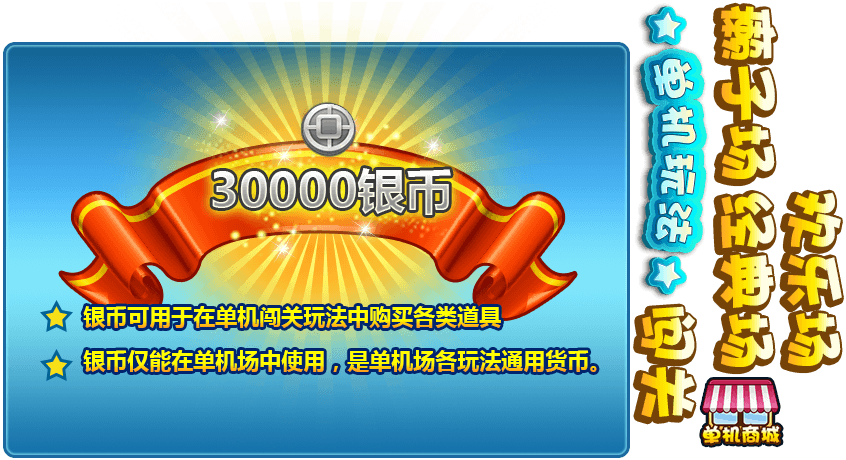 30000银币
银币可用于在单机闯关玩法中购买各类道具
银币仅能在单机场中使用，是单机场各玩法通用货币。
单机玩法
癞子场
经典场
欢乐场
闯关
单机商城